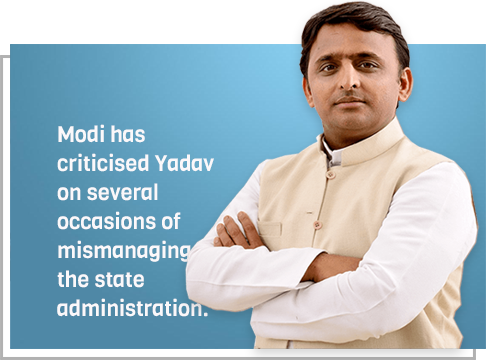 Modi has
criticised Yadav
on several
occasions of
mismanaging
the state
administration.